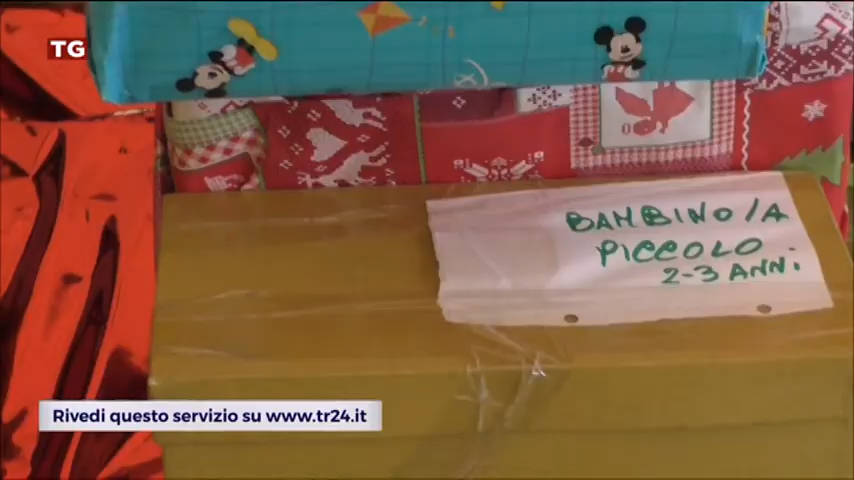 TG
BAMBINO/A
PICCOLO
2-3 ANNi
Rivedi questo servizio su www.tr24.it